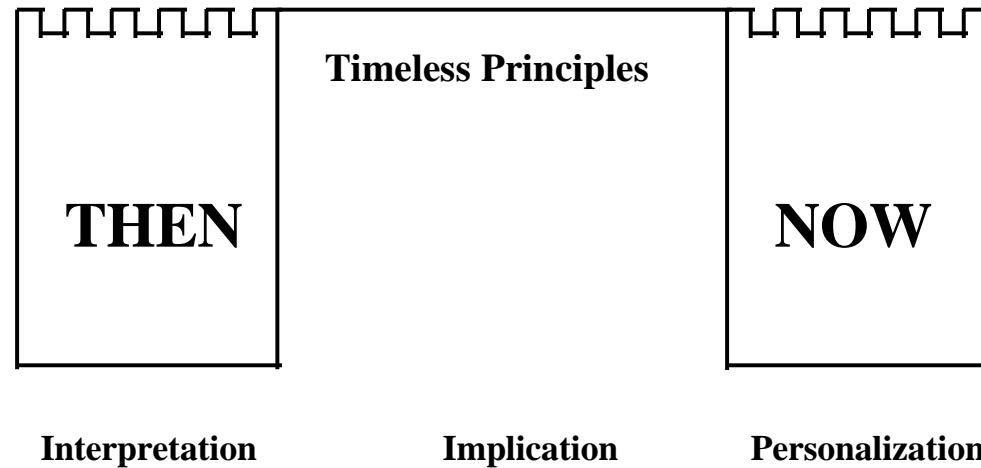 Timeless Principles
THEN
NOW
Interpretation
Implication
Personalization